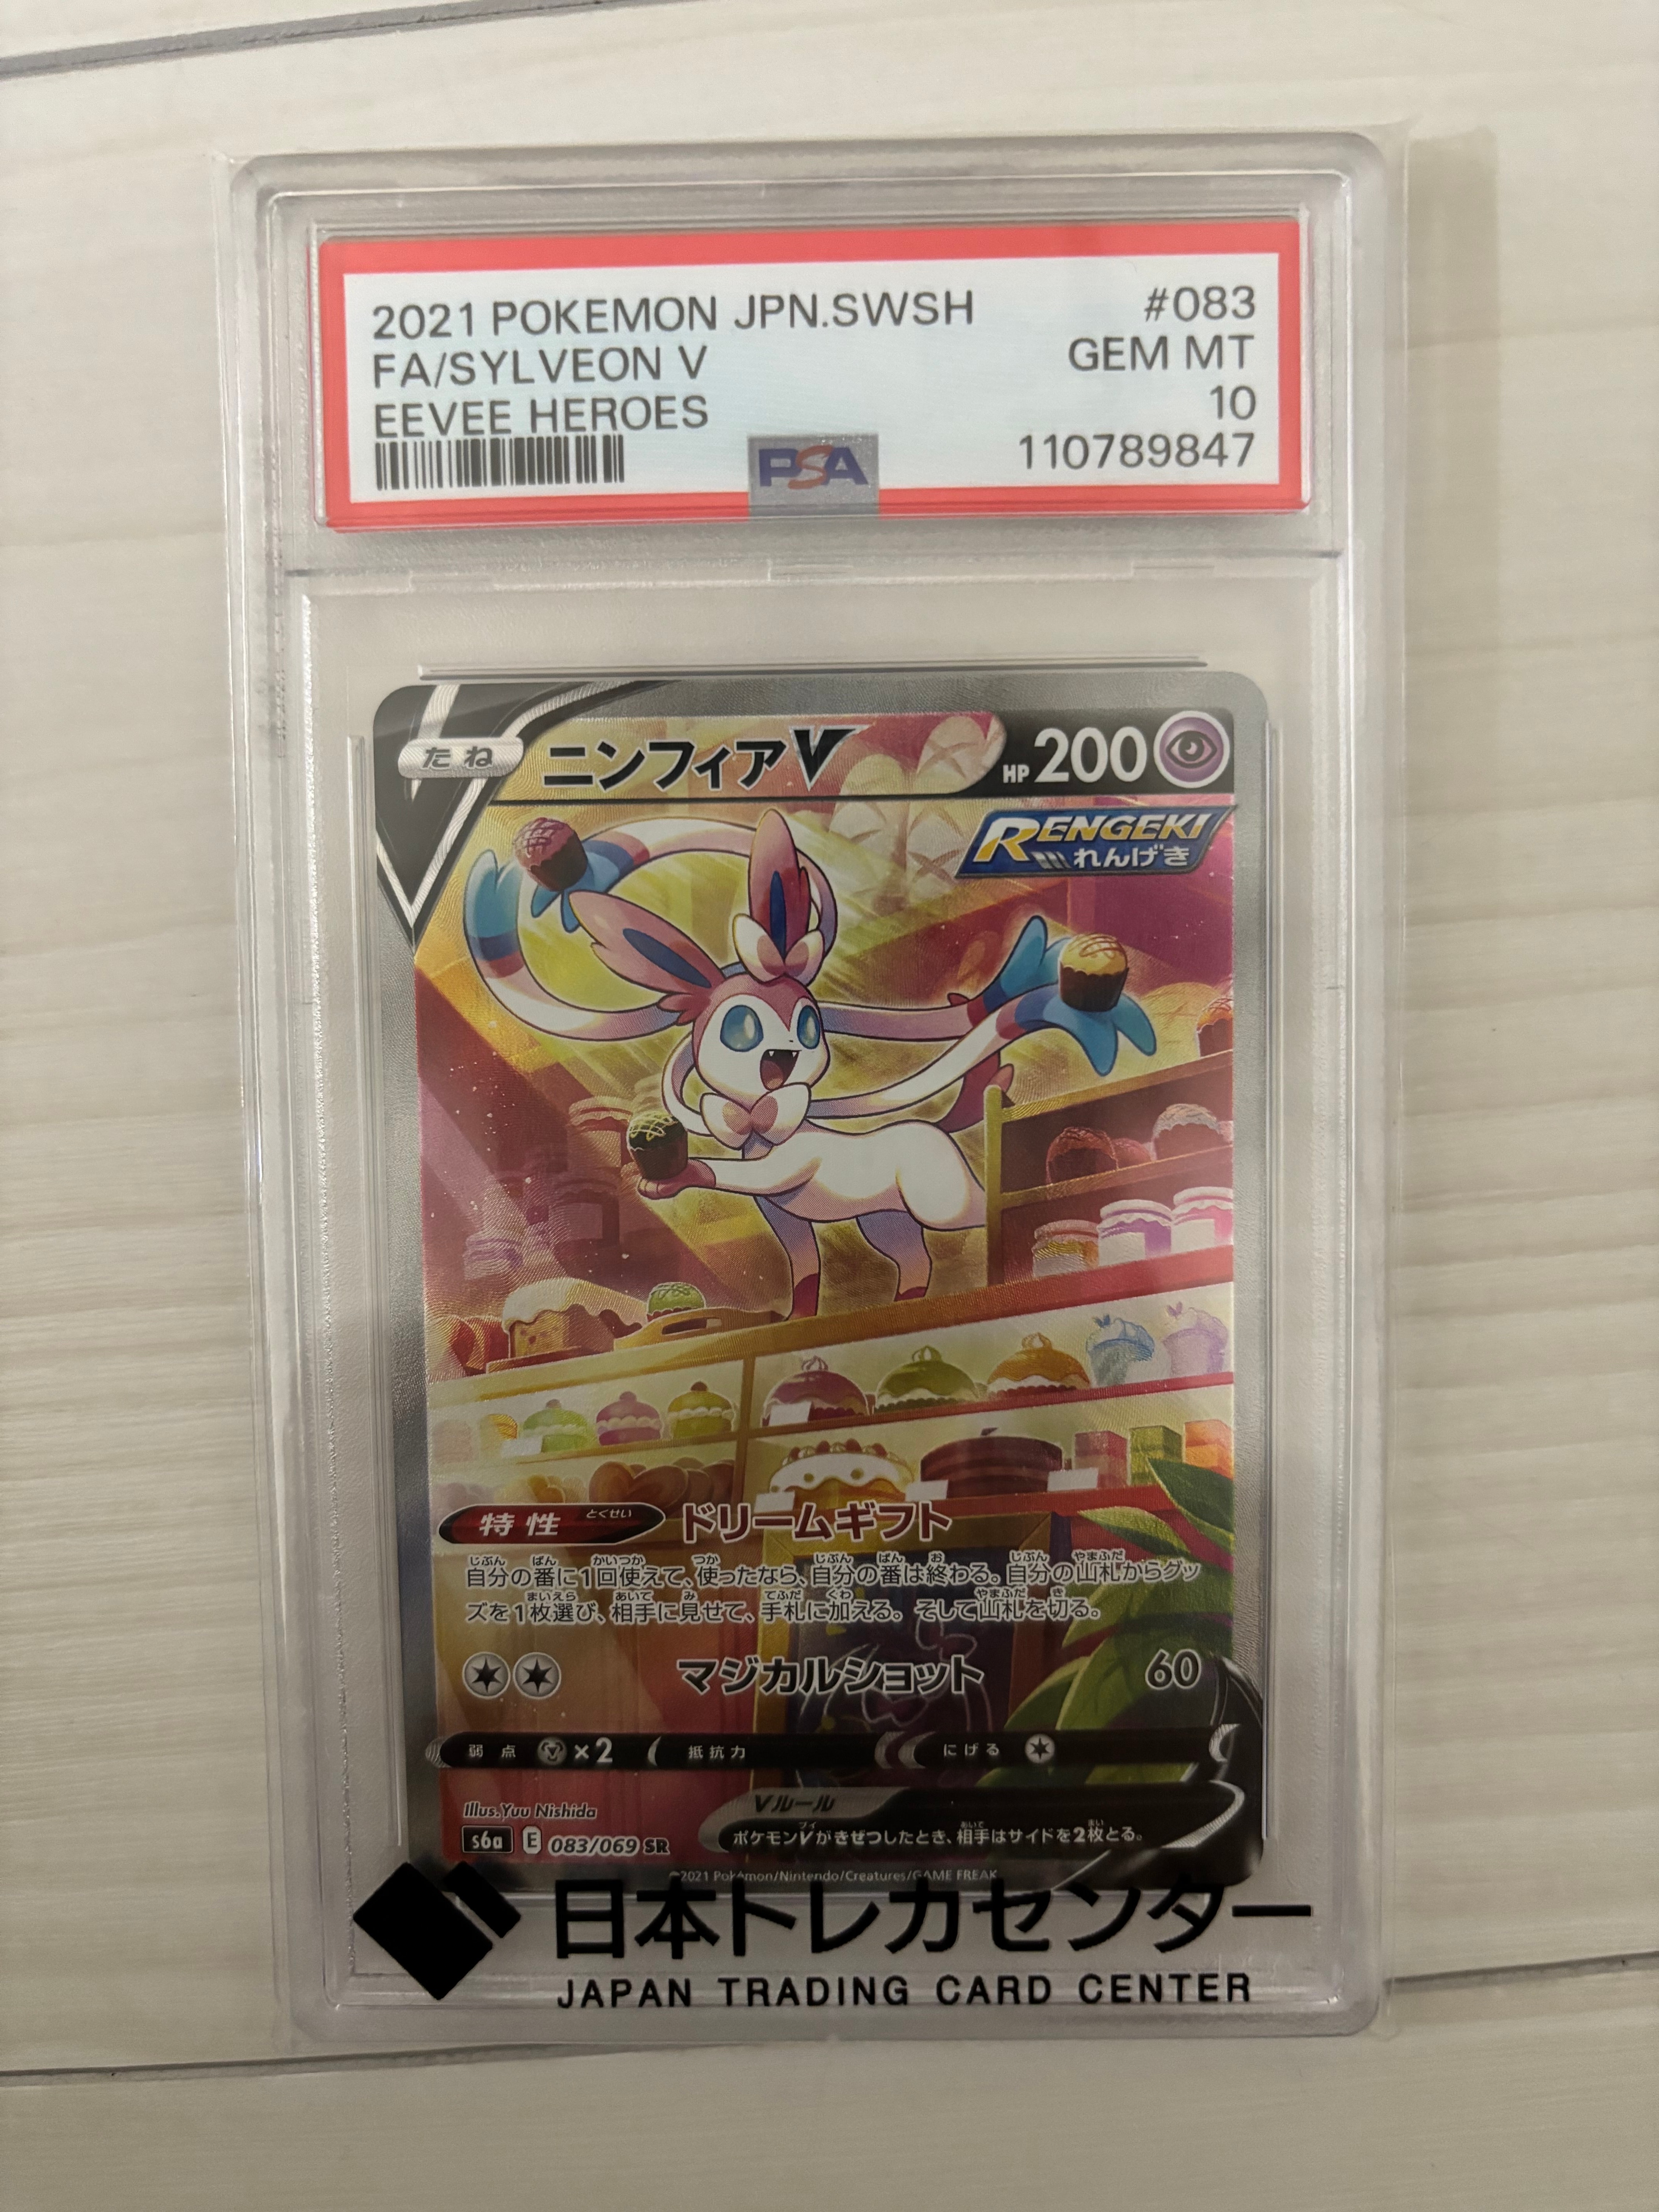 2021 POKEMON JPN.SWSH #083
FA/SYLVEON V GEM MT
EEVEE HEROES 10
PSA 110789847
たね ニンフィアV HP 200
RENGEKI
れんげき
特性 とくせい ドリームギフト
自分の番に1回使えて、使ったなら、自分の番は終わる。自分の山札からグッ
ズを1枚選び、相手に見せて、手札に加える。そして山札を切る。
マジカルショット 60
弱点 ×2 抵抗力 にげる
Illus. Yuu Nishida
Vルール
s6a E 083/069 SR
ポケモンVがきぜつしたとき、相手はサイドを2枚とる。
©2021 Pokémon/Nintendo/Creatures/GAME FREAK
日本トレカセンター
JAPAN TRADING CARD CENTER